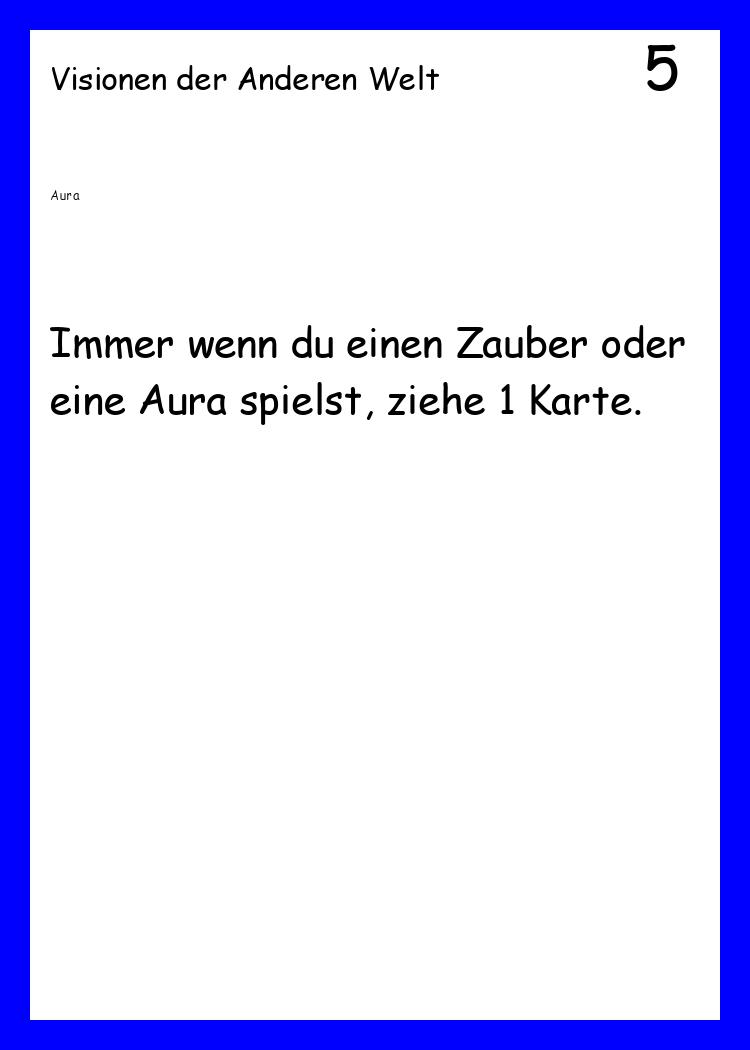 Visionen der Anderen Welt
5
Aura
Immer wenn du einen Zauber oder
eine Aura spielst, ziehe 1 Karte.